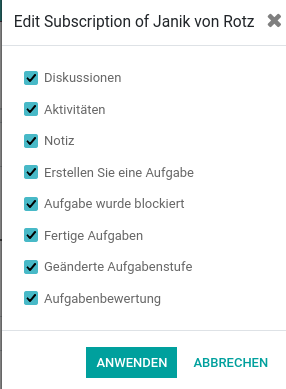 Edit Subscription of Janik von Rotz
Diskussionen
Aktivitäten
Notiz
Erstellen Sie eine Aufgabe
Aufgabe wurde blockiert
Fertige Aufgaben
Geänderte Aufgabenstufe
Aufgabenbewertung
ANWENDEN ABBRECHEN